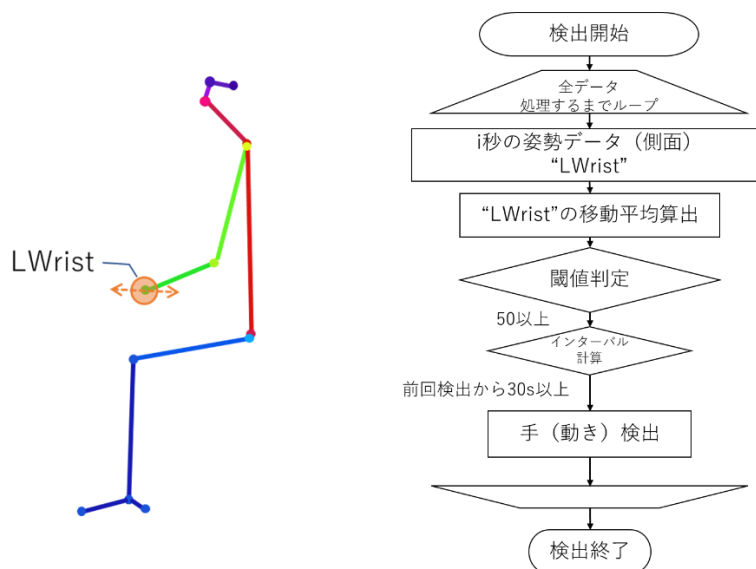 LWrist
検出開始
全データ
処理するまでループ
i秒の姿勢データ（側面）
“LWrist”
“LWrist”の移動平均算出
閾値判定
50以上
インターバル
計算
前回検出から30s以上
手（動き）検出
検出終了